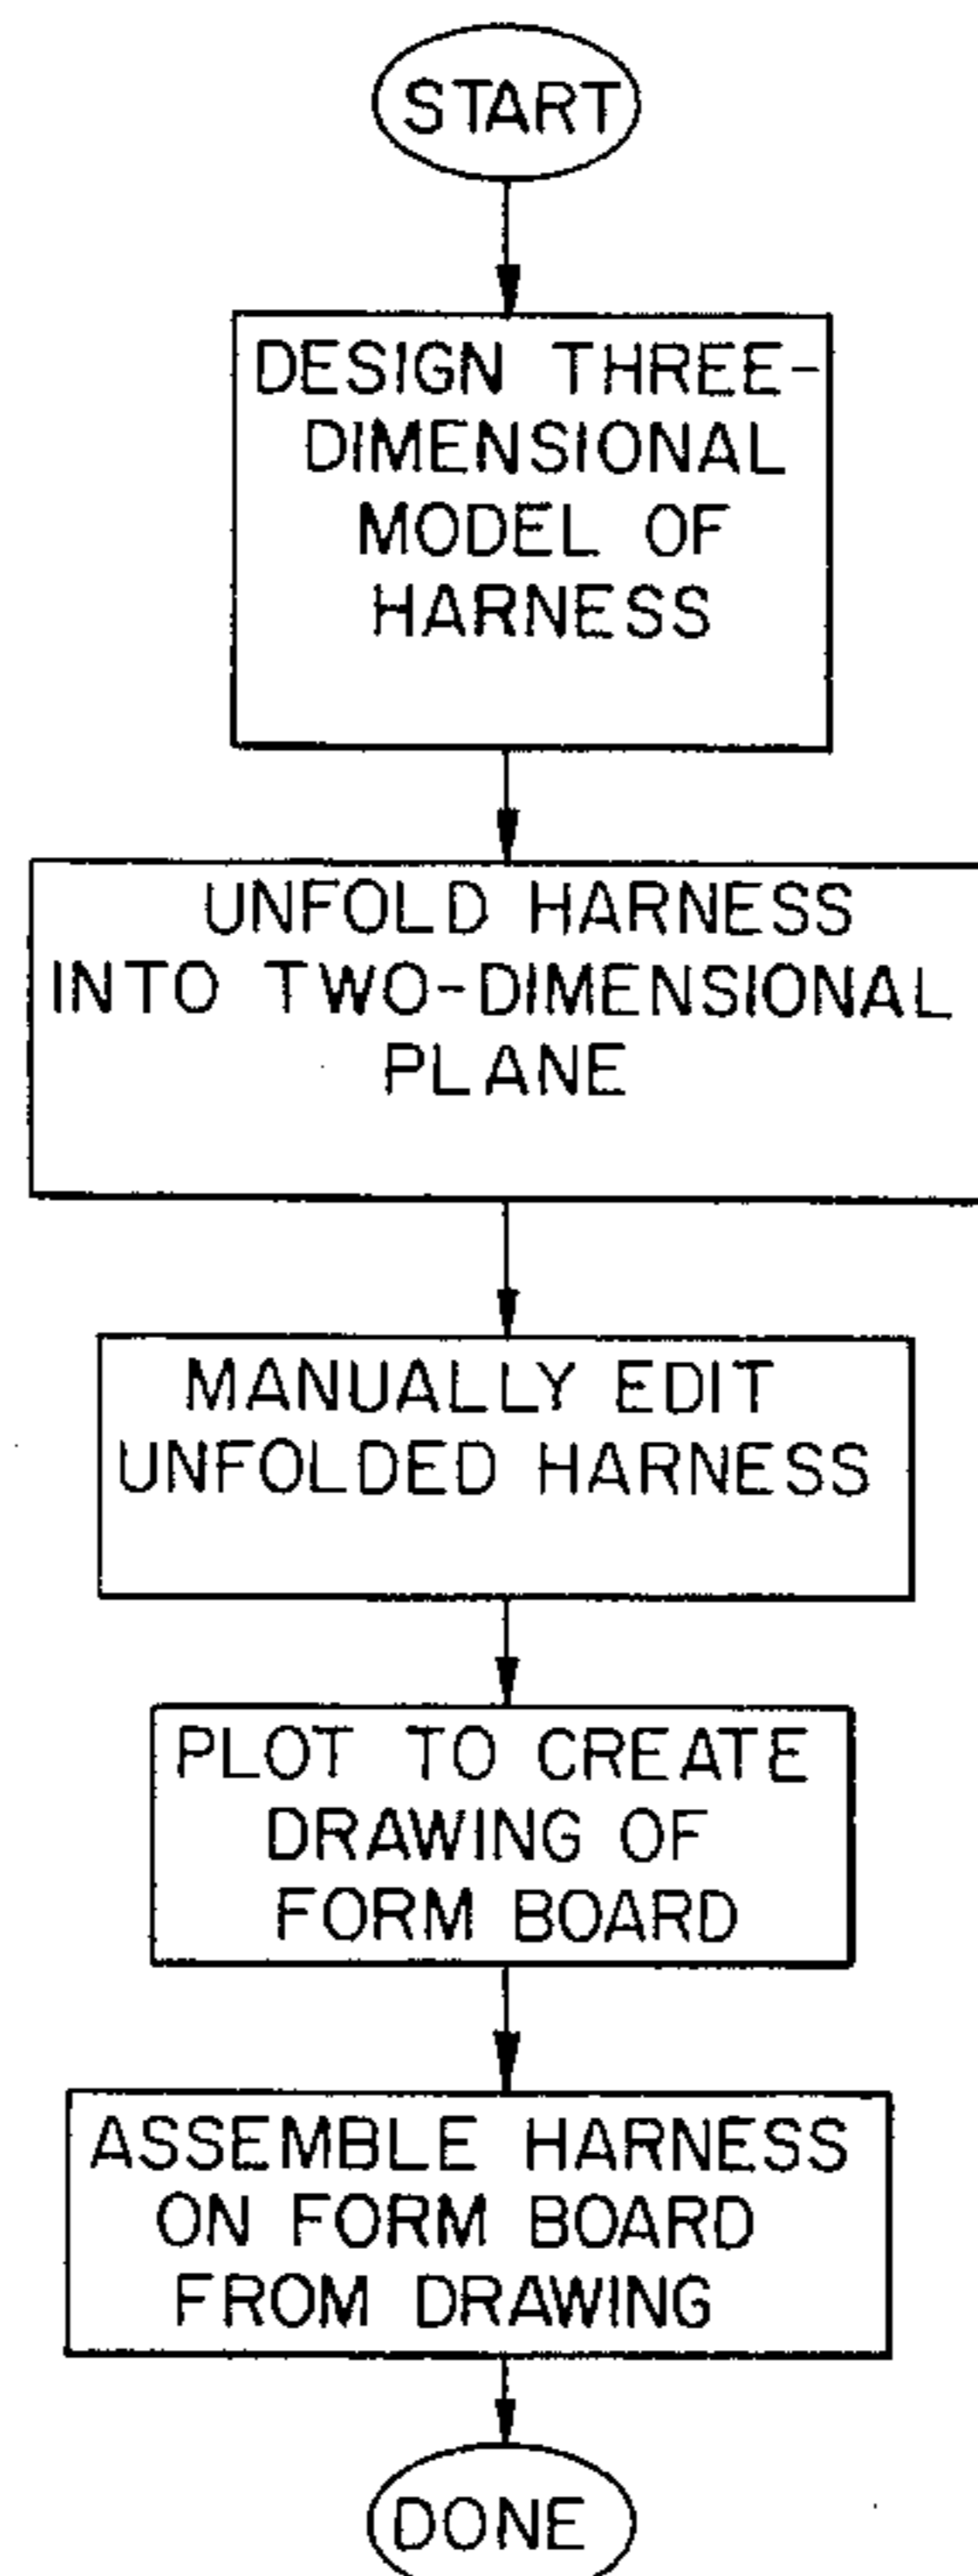 START
DESIGN THREE-
DIMENSIONAL
MODEL OF
HARNESS
UNFOLD HARNESS
INTO TWO-DIMENSIONAL
PLANE
MANUALLY EDIT
UNFOLDED HARNESS
PLOT TO CREATE
DRAWING OF
FORM BOARD
ASSEMBLE HARNESS
ON FORM BOARD
FROM DRAWING
DONE